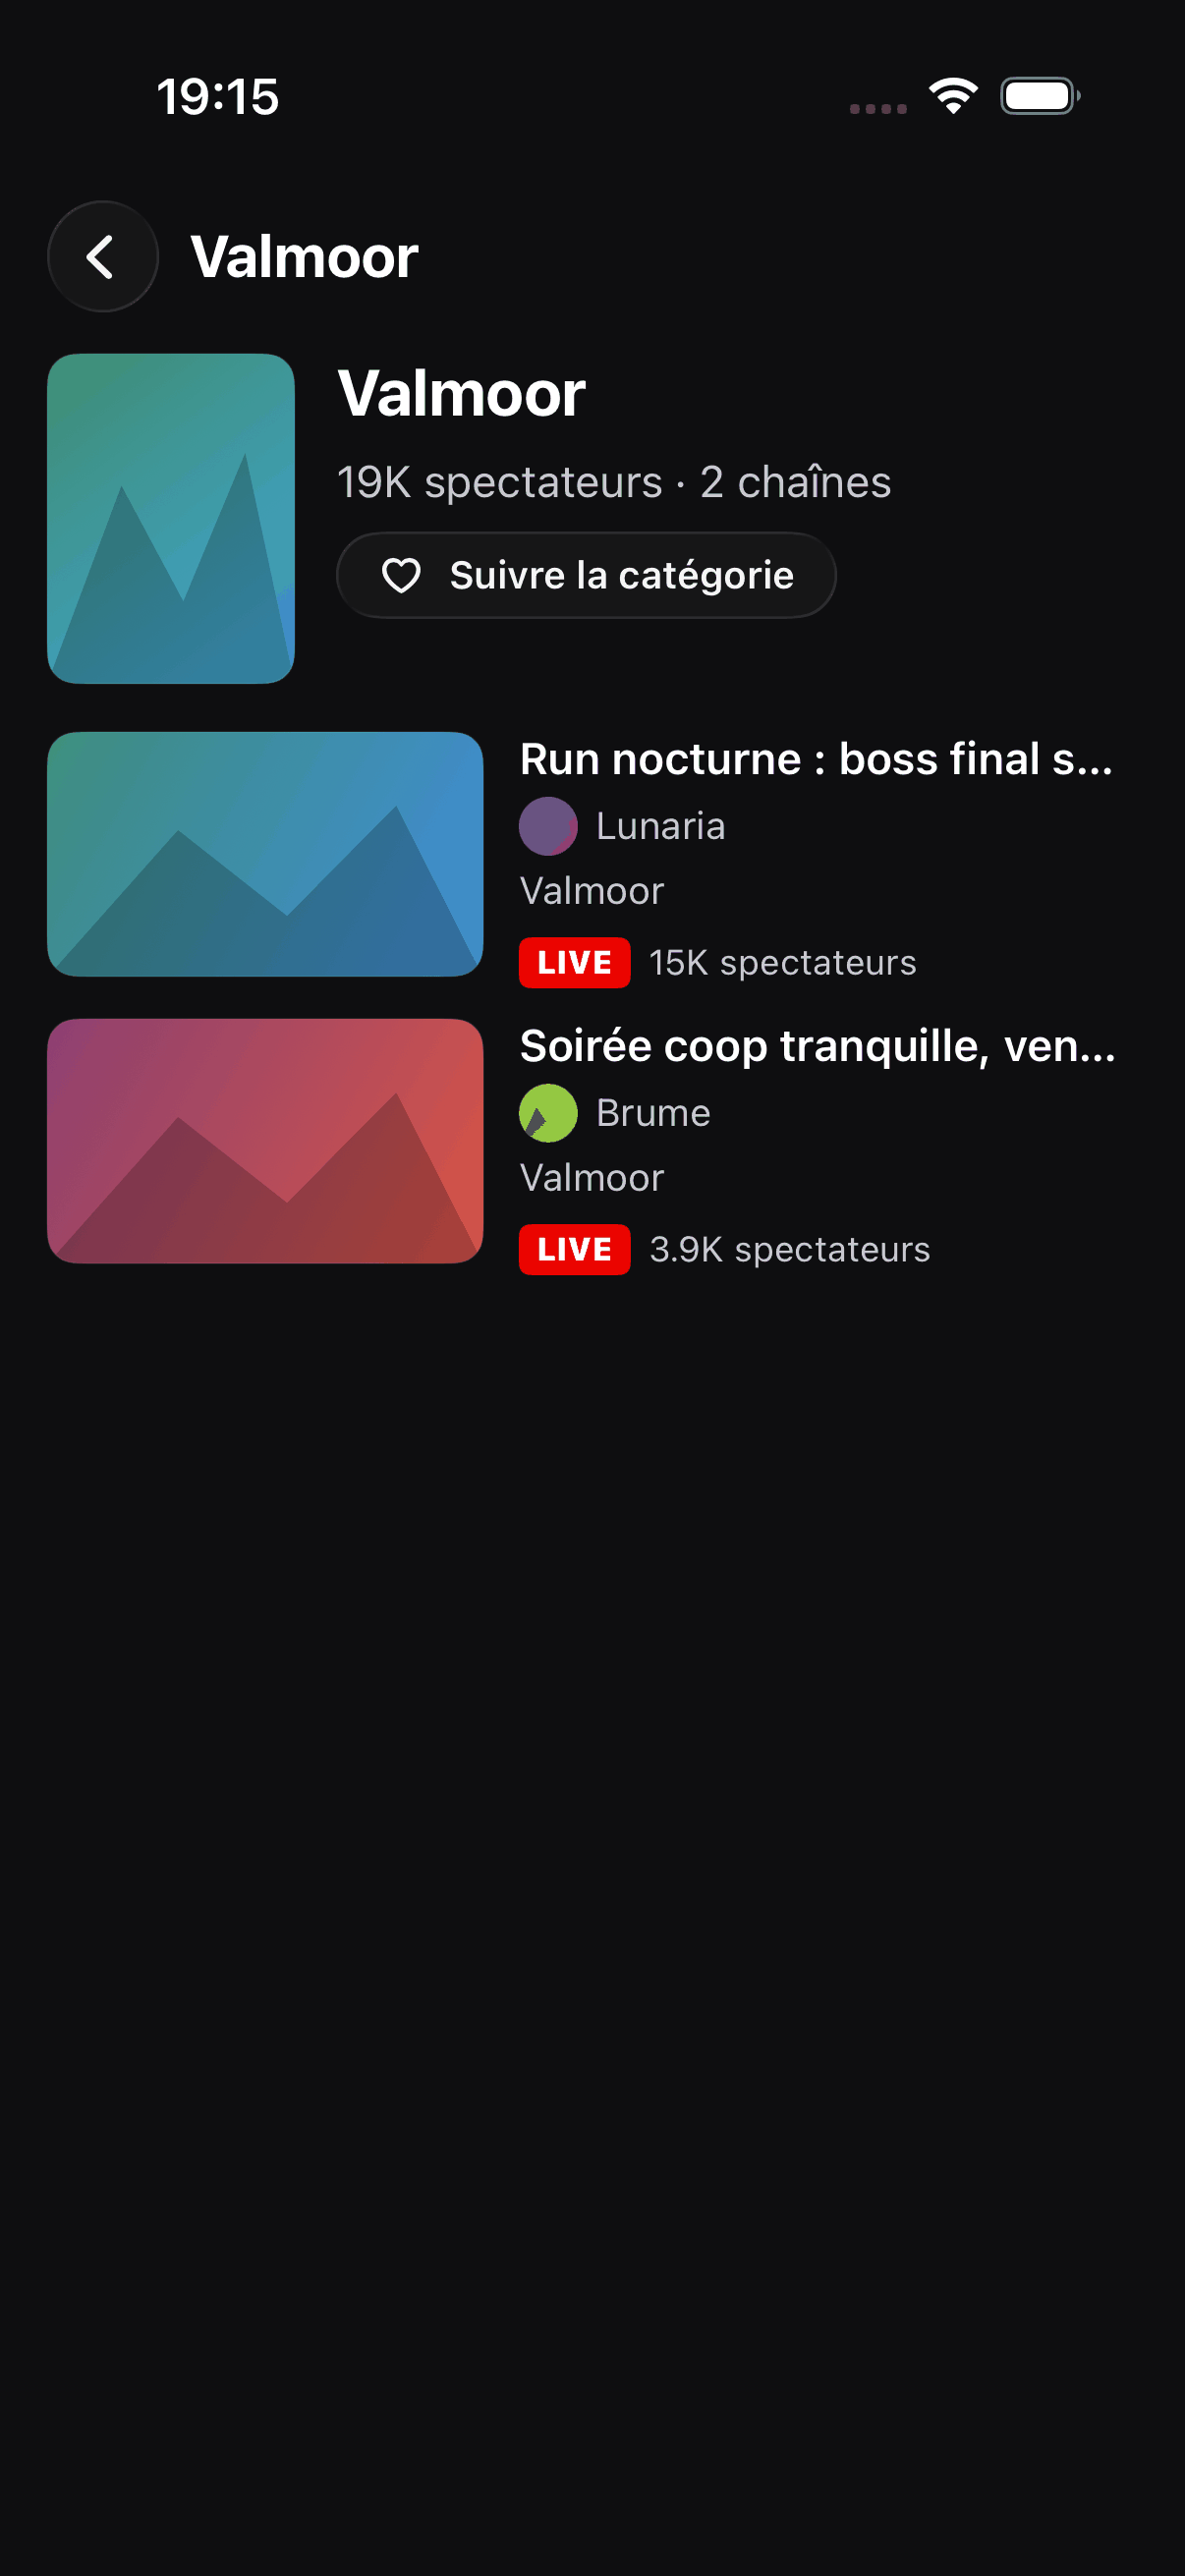 19:15
Valmoor
Valmoor
19K spectateurs · 2 chaînes
Suivre la catégorie
Run nocturne : boss final s...
Lunaria
Valmoor
LIVE 15K spectateurs
Soirée coop tranquille, ven...
Brume
Valmoor
LIVE 3.9K spectateurs